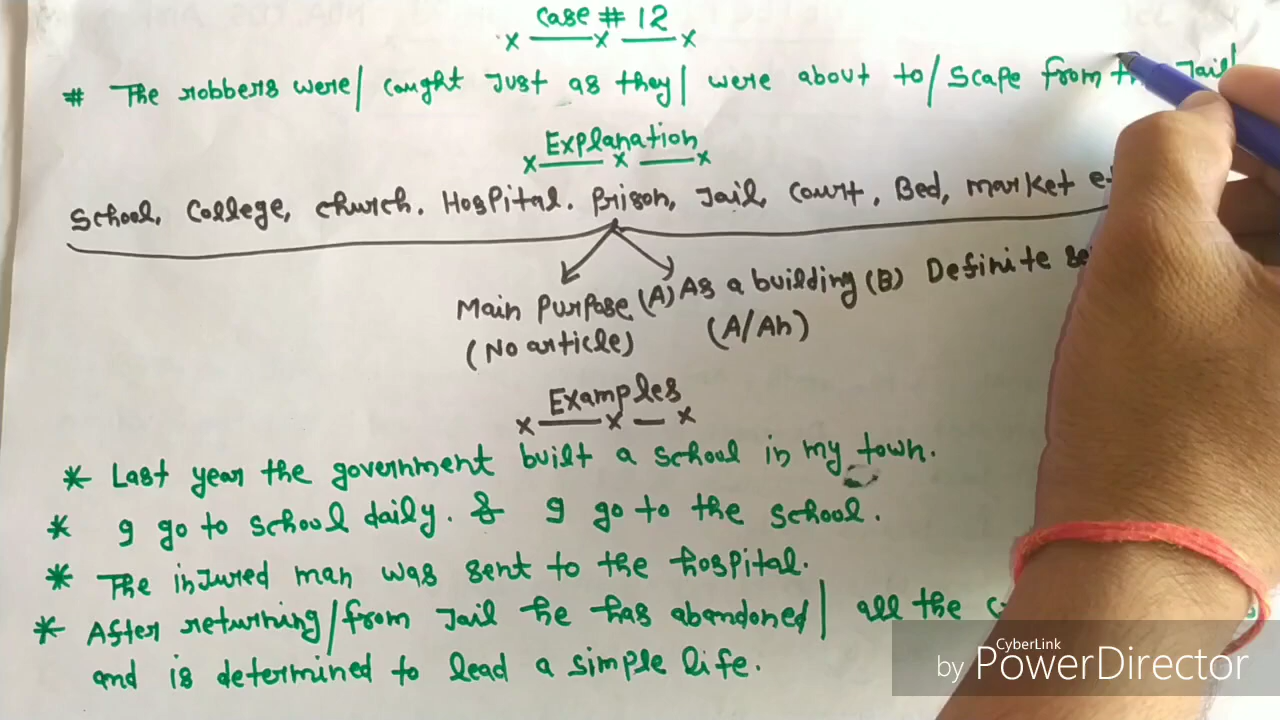 Case # 12
# The robbers were/ caught Just as they/ were about to/ scape from the Jail
Explanation
School, College, church. Hospital. Prison, Jail, Court, Bed, market
Main Purpose (A) As a building (B) Definite
(No article) (A/An)
Examples
* Last year the government built a school in my town.
* I go to school daily. & I go to the school.
* The injured man was sent to the hospital.
* After returning/from Jail he has abandoned/ all the
and is determined to lead a simple life.
by CyberLink PowerDirector